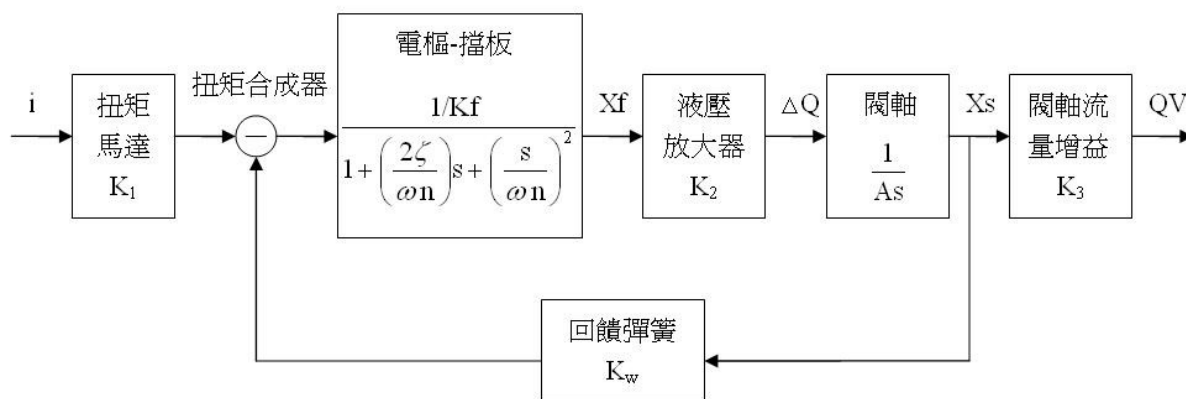 i
扭矩
馬達
K₁
扭矩合成器
−
電樞-擋板
1/Kf
1+(2ζ/ωn)s+(s/ωn)²
Xf
液壓
放大器
K₂
△Q
閥軸
1/As
Xs
閥軸流
量增益
K₃
QV
回饋彈簧
Kw